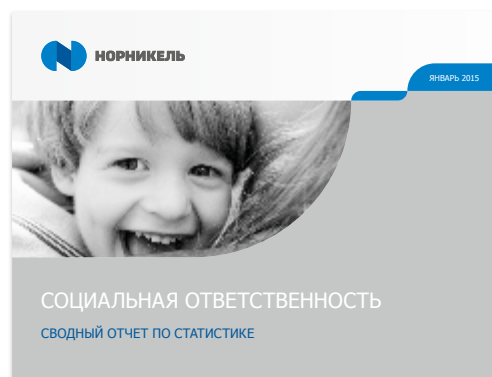 НОРНИКЕЛЬ
ЯНВАРЬ 2015
СОЦИАЛЬНАЯ ОТВЕТСТВЕННОСТЬ
СВОДНЫЙ ОТЧЕТ ПО СТАТИСТИКЕ